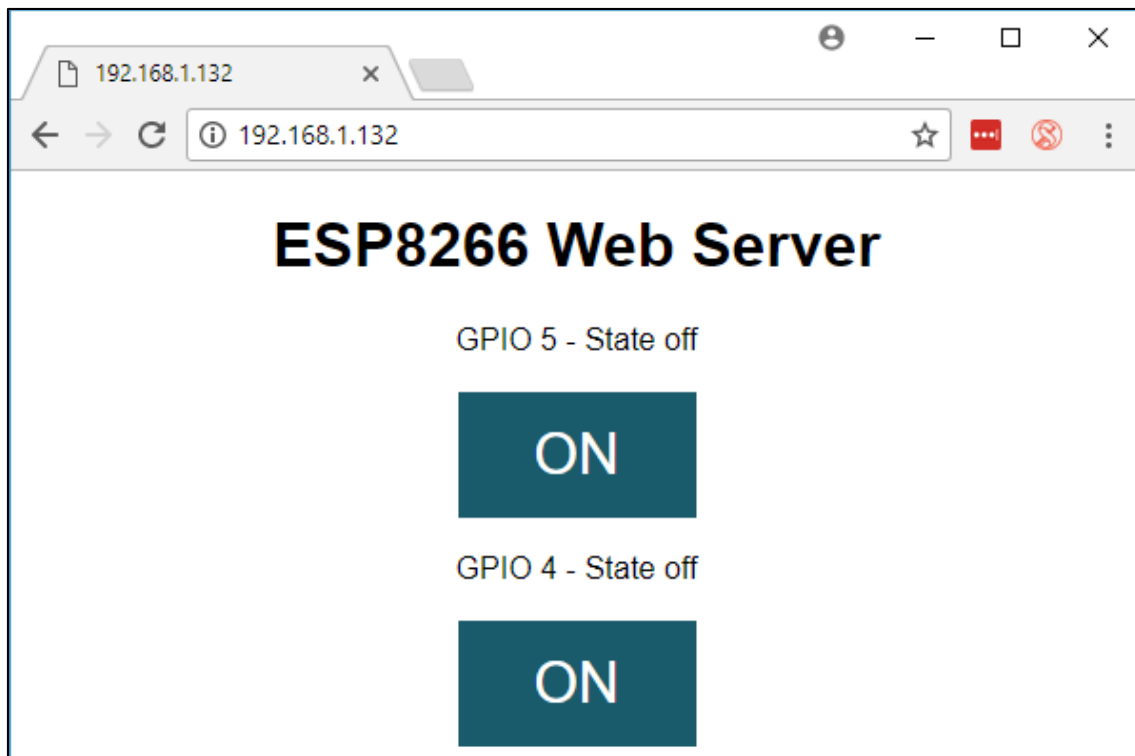 192.168.1.132
192.168.1.132
ESP8266 Web Server
GPIO 5 - State off
ON
GPIO 4 - State off
ON